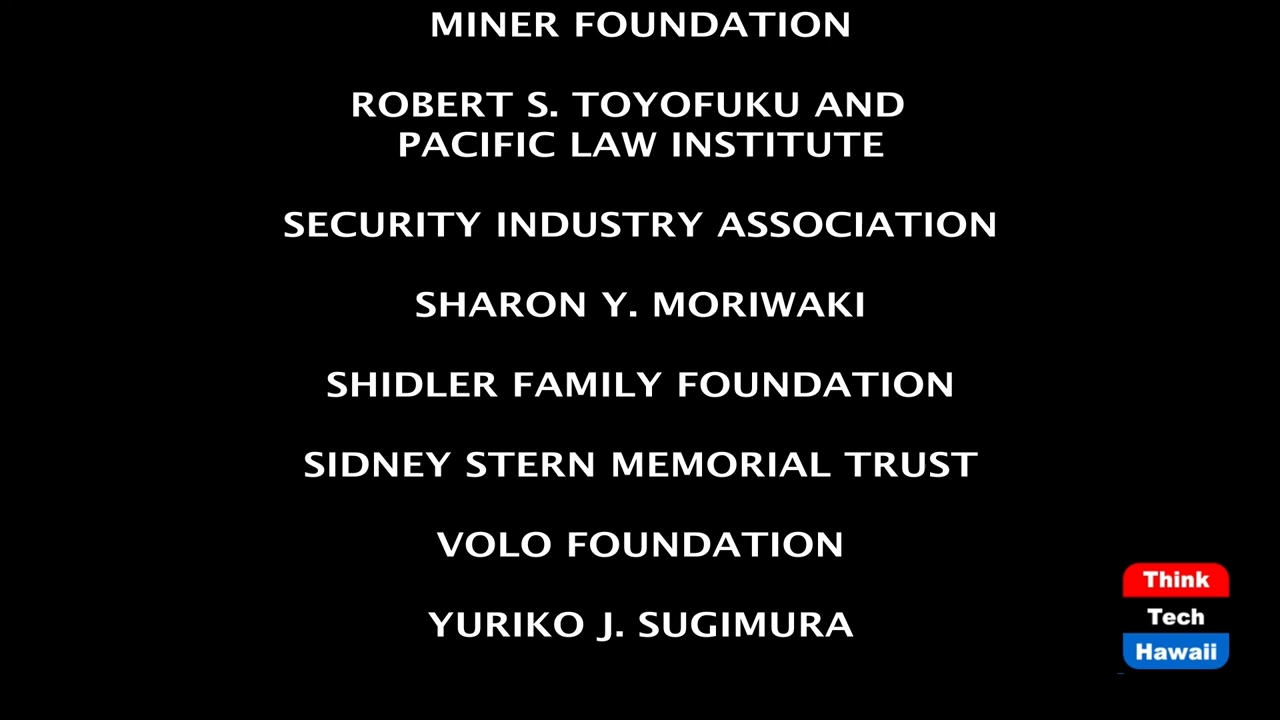 MINER FOUNDATION
ROBERT S. TOYOFUKU AND
PACIFIC LAW INSTITUTE
SECURITY INDUSTRY ASSOCIATION
SHARON Y. MORIWAKI
SHIDLER FAMILY FOUNDATION
SIDNEY STERN MEMORIAL TRUST
VOLO FOUNDATION
YURIKO J. SUGIMURA
Think
Tech
Hawaii